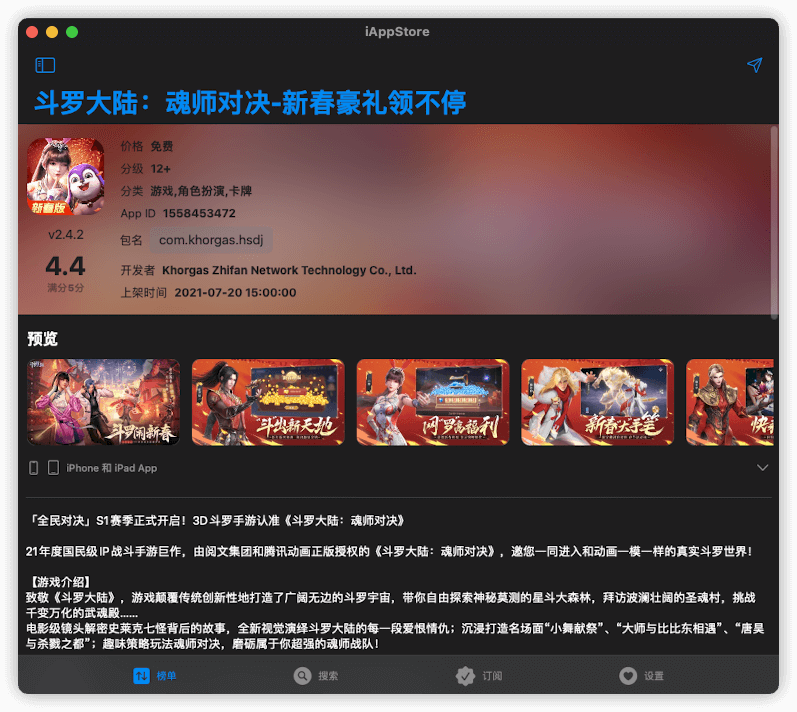 iAppStore
斗罗大陆：魂师对决-新春豪礼领不停
价格 免费
分级 12+
分类 游戏,角色扮演,卡牌
新春版
App ID 1558453472
v2.4.2
包名 com.khorgas.hsdj
4.4
满分5分
开发者 Khorgas Zhifan Network Technology Co., Ltd.
上架时间 2021-07-20 15:00:00
预览
斗罗闹新春
斗出新天地
网罗高福利
新春大手笔
iPhone 和 iPad App
「全民对决」S1赛季正式开启！3D斗罗手游认准《斗罗大陆：魂师对决》
21年度国民级IP战斗手游巨作，由阅文集团和腾讯动画正版授权的《斗罗大陆：魂师对决》，邀您一同进入和动画一模一样的真实斗罗世界！
【游戏介绍】
致敬《斗罗大陆》，游戏颠覆传统创新性地打造了广阔无边的斗罗宇宙，带你自由探索神秘莫测的星斗大森林，拜访波澜壮阔的圣魂村，挑战
千变万化的武魂殿......
电影级镜头解密史莱克七怪背后的故事，全新视觉演绎斗罗大陆的每一段爱恨情仇；沉浸打造名场面“小舞献祭”、“大师与比比东相遇”、“唐昊
与杀戮之都”；趣味策略玩法魂师对决，磨砺属于你超强的魂师战队！
榜单
搜索
订阅
设置